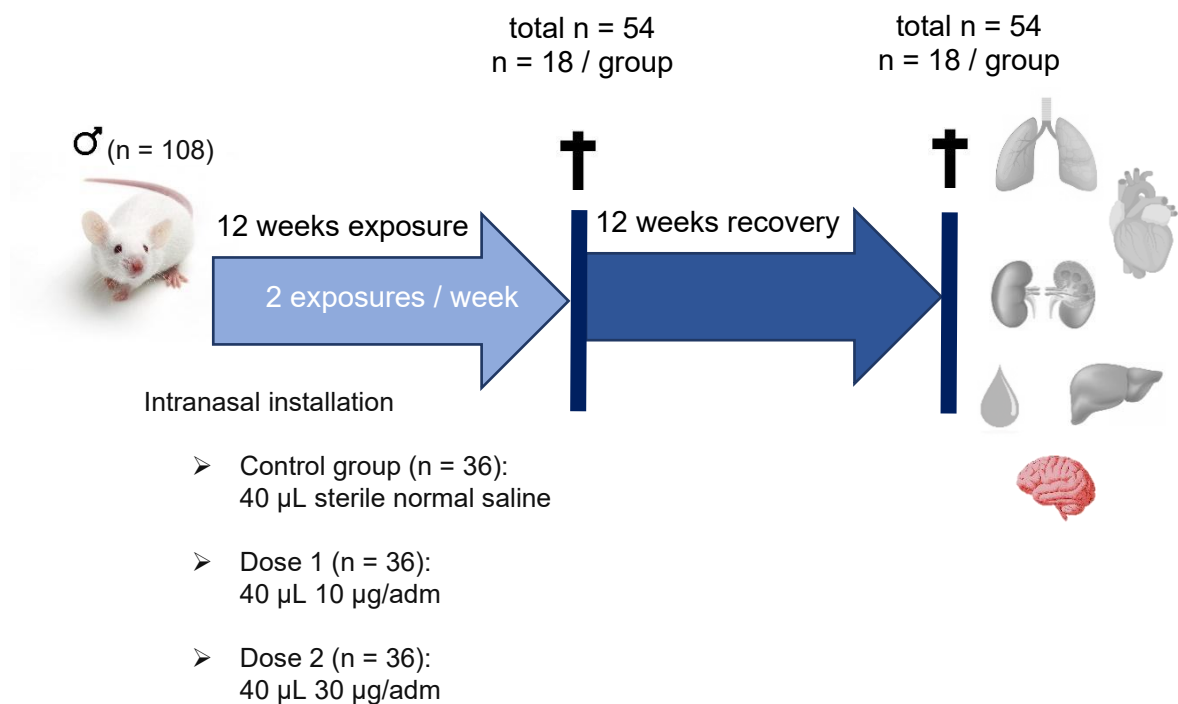 total n = 54
n = 18 / group
total n = 54
n = 18 / group
♂ (n = 108)
12 weeks exposure
12 weeks recovery
2 exposures / week
Intranasal installation
➢ Control group (n = 36):
40 µL sterile normal saline
➢ Dose 1 (n = 36):
40 µL 10 µg/adm
➢ Dose 2 (n = 36):
40 µL 30 µg/adm